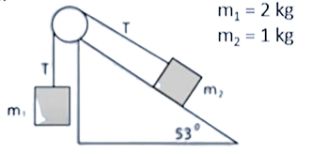 m₁ = 2 kg
m₂ = 1 kg
T
T
m₂
m₁
53°